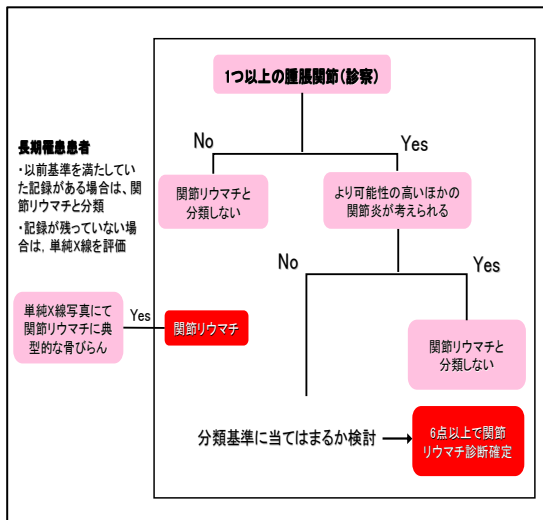 1つ以上の腫脹関節(診察)
No
Yes
長期罹患患者
・以前基準を満たしてい
た記録がある場合は、関
節リウマチと分類
・記録が残っていない場
合は，単純X線を評価
関節リウマチと
分類しない
より可能性の高いほかの
関節炎が考えられる
No
Yes
単純X線写真にて
関節リウマチに典
型的な骨びらん
Yes
関節リウマチ
関節リウマチと
分類しない
分類基準に当てはまるか検討
6点以上で関節
リウマチ診断確定